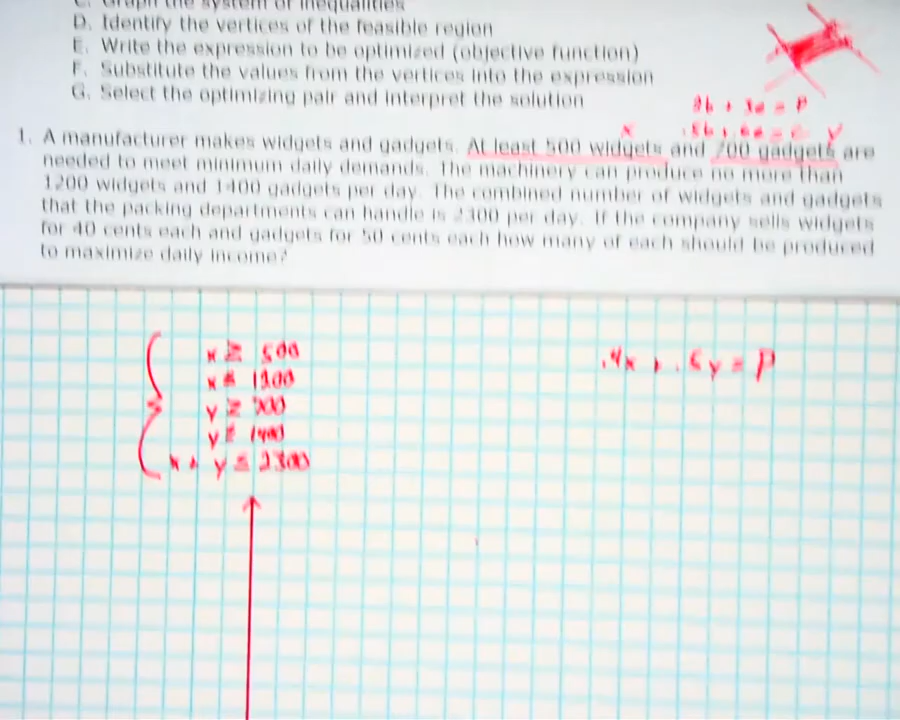 C. Graph the system of inequalities
D. Identify the vertices of the feasible region
E. Write the expression to be optimized (objective function)
F. Substitute the values from the vertices into the expression
G. Select the optimizing pair and interpret the solution
= P
x
y
1. A manufacturer makes widgets and gadgets. At least 500 widgets and 700 gadgets are
needed to meet minimum daily demands. The machinery can produce no more than
1200 widgets and 1400 gadgets per day. The combined number of widgets and gadgets
that the packing departments can handle is 2300 per day. If the company sells widgets
for 40 cents each and gadgets for 50 cents each how many of each should be produced
to maximize daily income?
x ≥ 500
.4x + .5y = P
x ≤ 1200
y ≥ 700
y ≤ 1400
x + y ≤ 2300